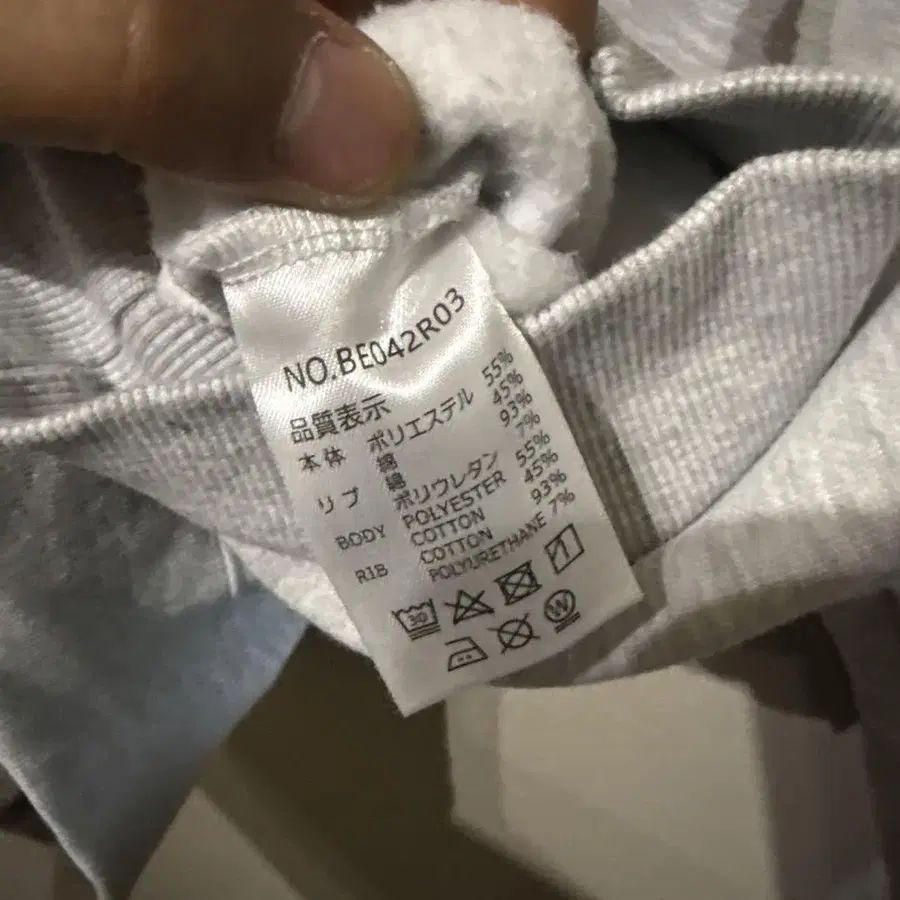 NO.BE042R03
品質表示
本体 ポリエステル 55%
綿 45%
リブ 綿 93%
ポリウレタン 7%
BODY POLYESTER 55%
COTTON 45%
RIB COTTON 93%
POLYURETHANE 7%
30
W